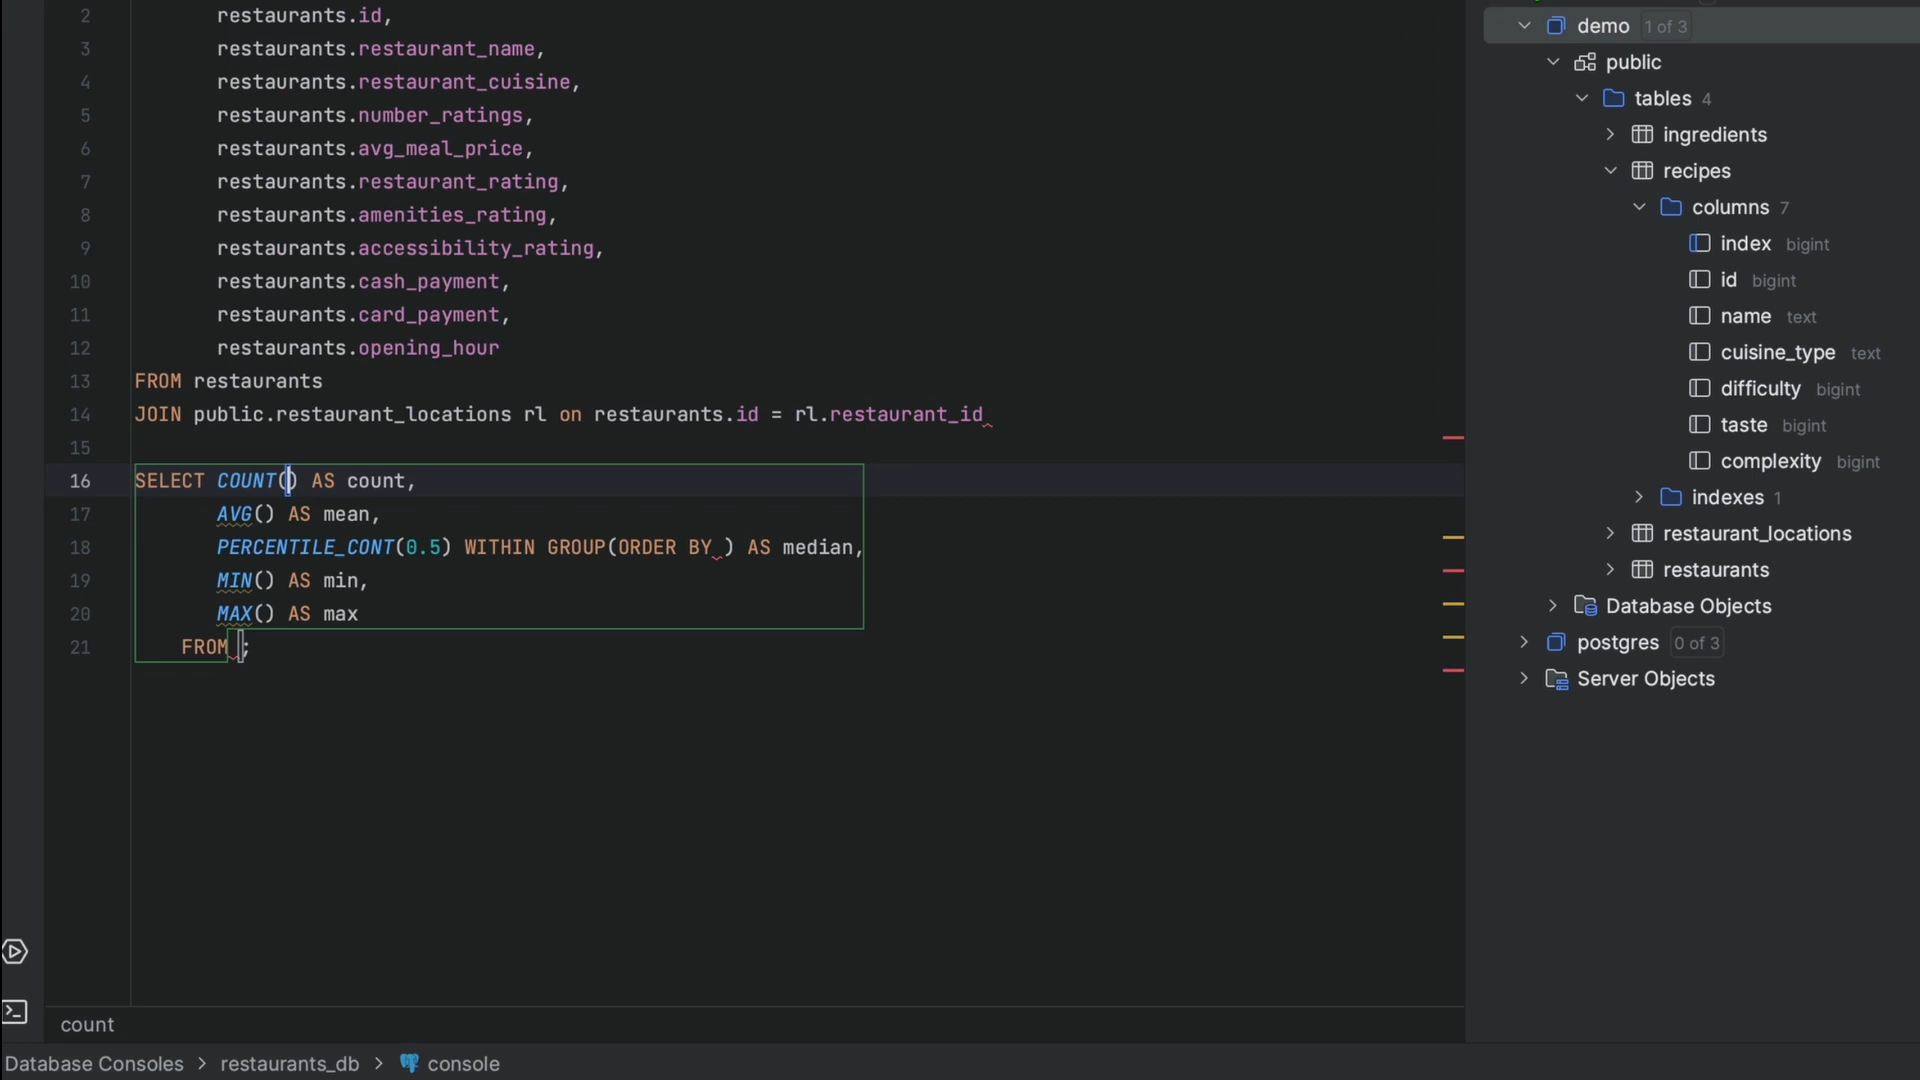 2 restaurants.id,
3 restaurants.restaurant_name,
4 restaurants.restaurant_cuisine,
5 restaurants.number_ratings,
6 restaurants.avg_meal_price,
7 restaurants.restaurant_rating,
8 restaurants.amenities_rating,
9 restaurants.accessibility_rating,
10 restaurants.cash_payment,
11 restaurants.card_payment,
12 restaurants.opening_hour
13 FROM restaurants
14 JOIN public.restaurant_locations rl on restaurants.id = rl.restaurant_id
15
16 SELECT COUNT() AS count,
17 AVG() AS mean,
18 PERCENTILE_CONT(0.5) WITHIN GROUP(ORDER BY ) AS median,
19 MIN() AS min,
20 MAX() AS max
21 FROM ;
count
Database Consoles > restaurants_db > console
demo 1 of 3
public
tables 4
ingredients
recipes
columns 7
index bigint
id bigint
name text
cuisine_type text
difficulty bigint
taste bigint
complexity bigint
indexes 1
restaurant_locations
restaurants
Database Objects
postgres 0 of 3
Server Objects